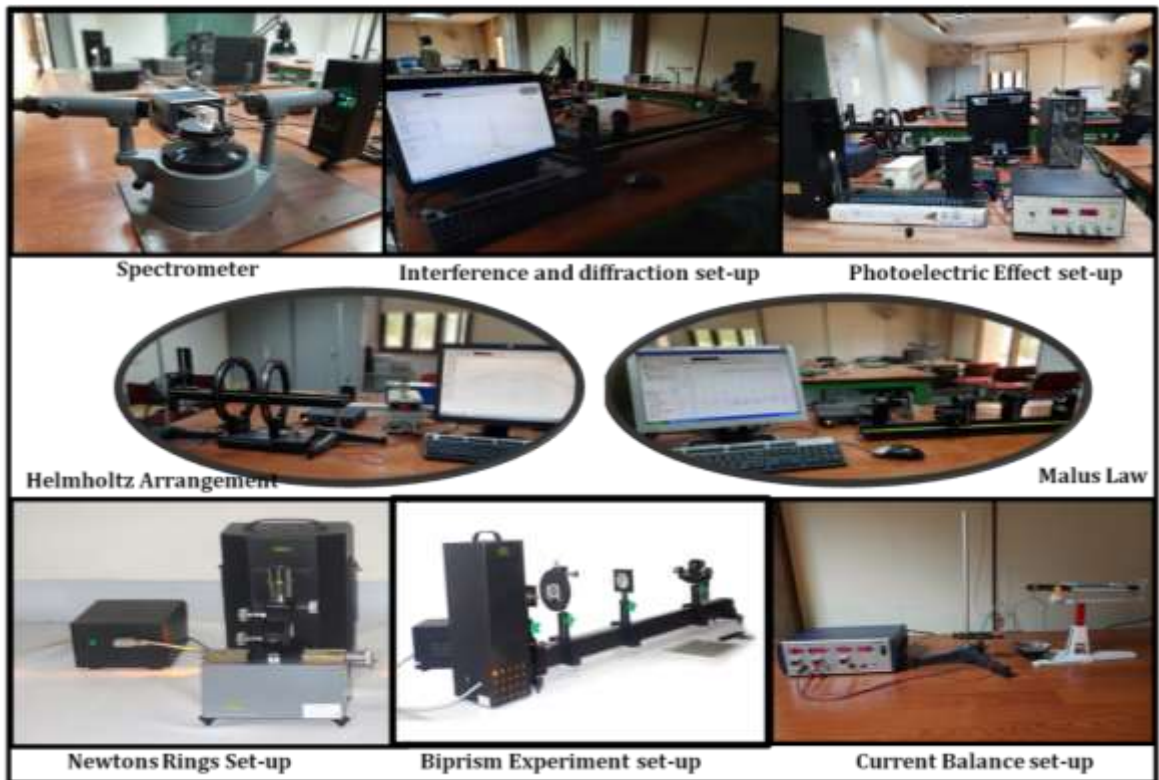 Spectrometer
Interference and diffraction set-up
Photoelectric Effect set-up
Helmholtz Arrangement
Malus Law
Newtons Rings Set-up
Biprism Experiment set-up
Current Balance set-up